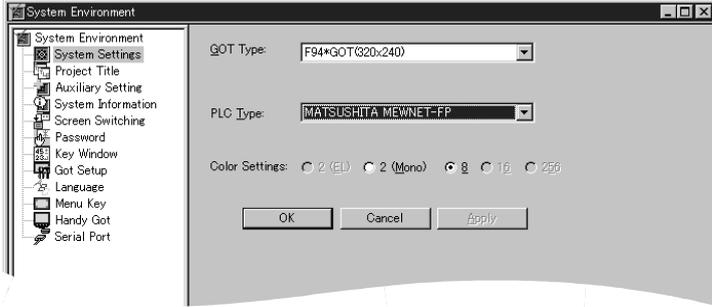 System Environment
System Environment
System Settings
Project Title
Auxiliary Setting
System Information
Screen Switching
Password
Key Window
Got Setup
Language
Menu Key
Handy Got
Serial Port
GOT Type: F94*GOT(320x240)
PLC Type: MATSUSHITA MEWNET-FP
Color Settings: 2 (EL) 2 (Mono) 8 16 256
OK Cancel Apply